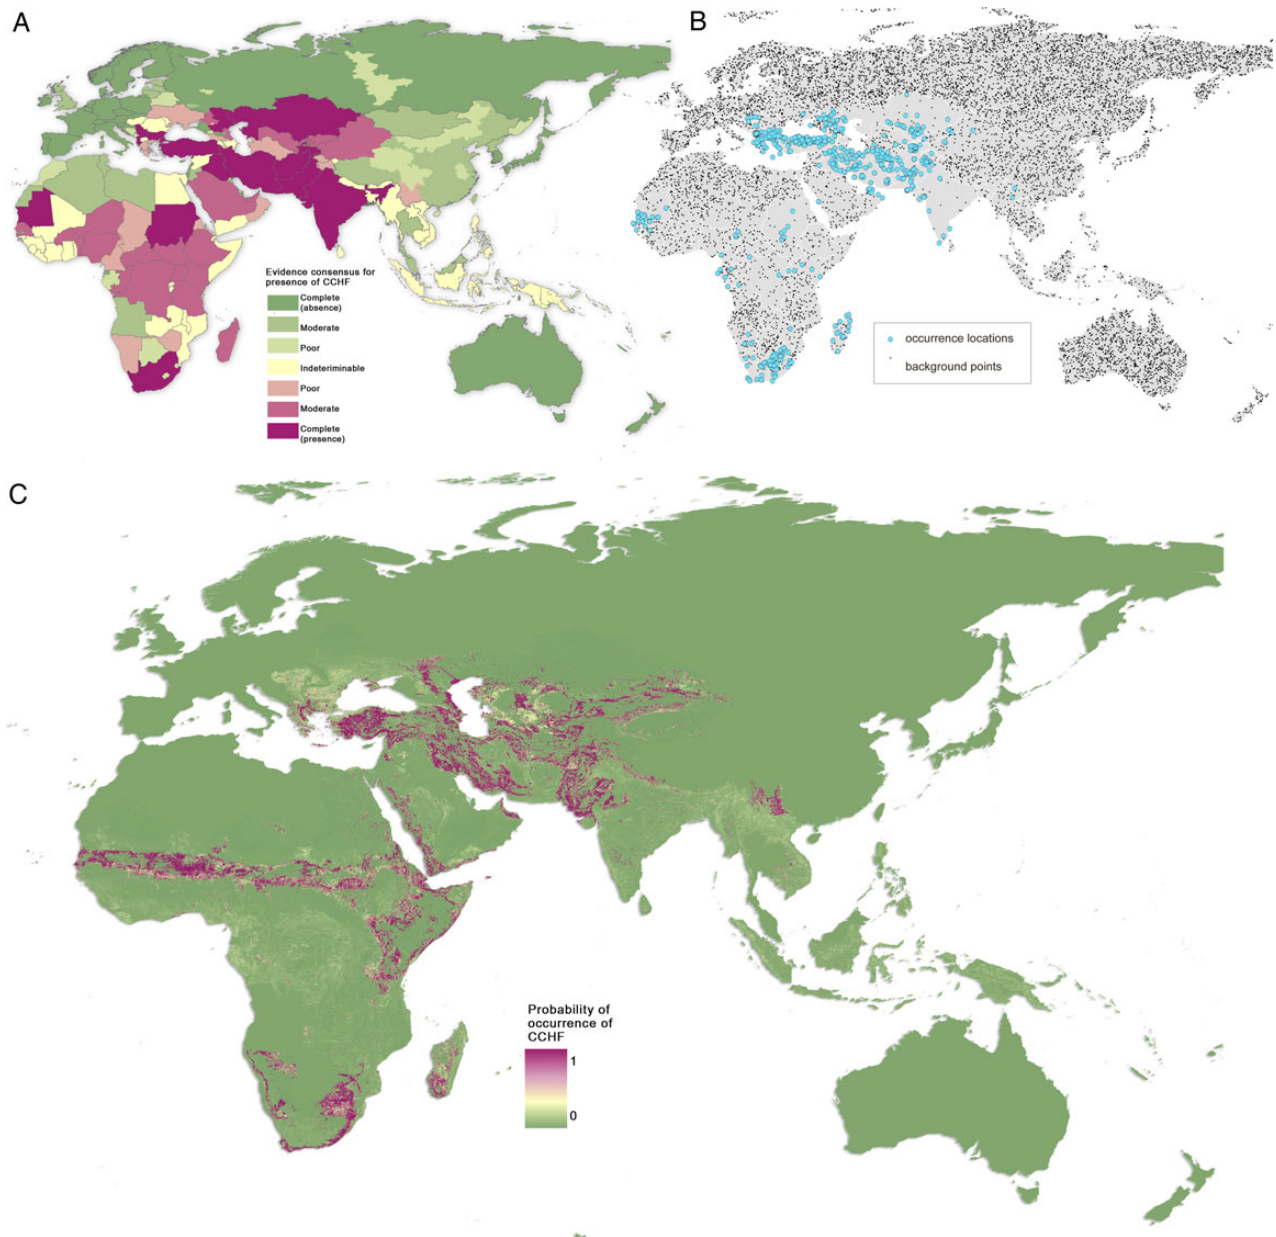 A
B
Evidence consensus for
presence of CCHF
Complete
(absence)
Moderate
Poor
Indeteriminable
Poor
Moderate
Complete
(presence)
occurrence locations
background points
C
Probability of
occurrence of
CCHF
1
0